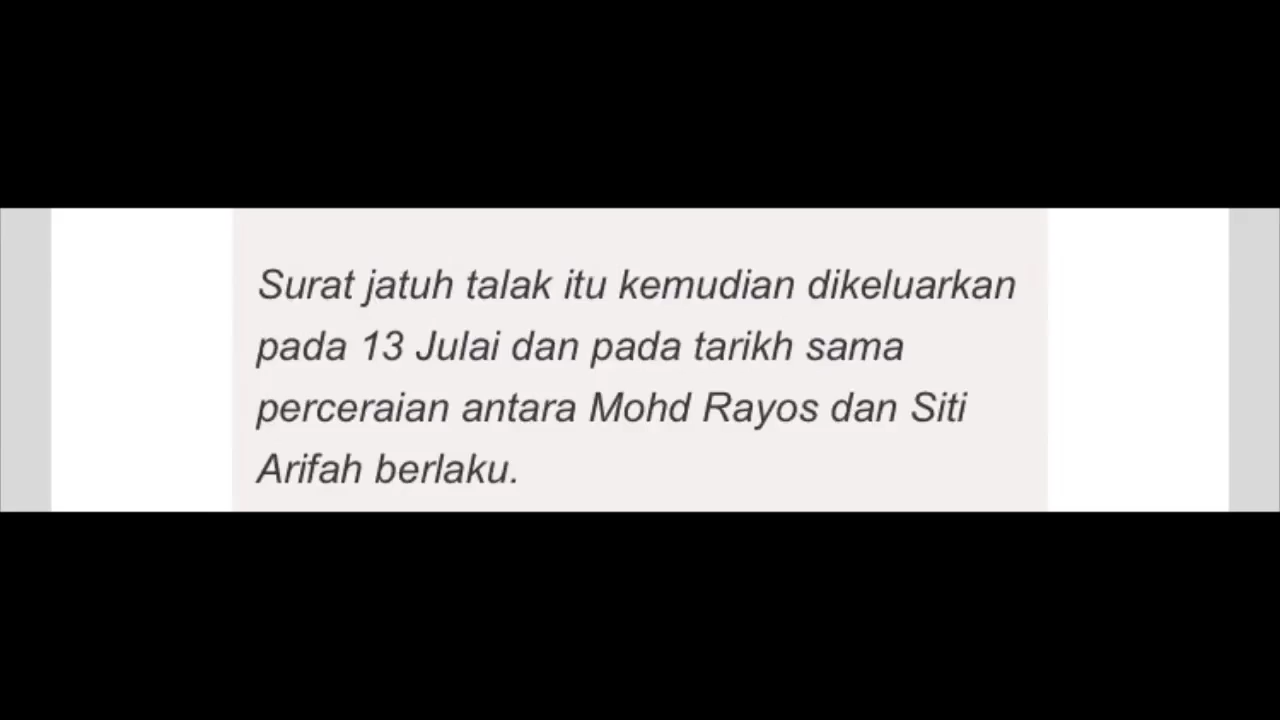 Surat jatuh talak itu kemudian dikeluarkan
pada 13 Julai dan pada tarikh sama
perceraian antara Mohd Rayos dan Siti
Arifah berlaku.